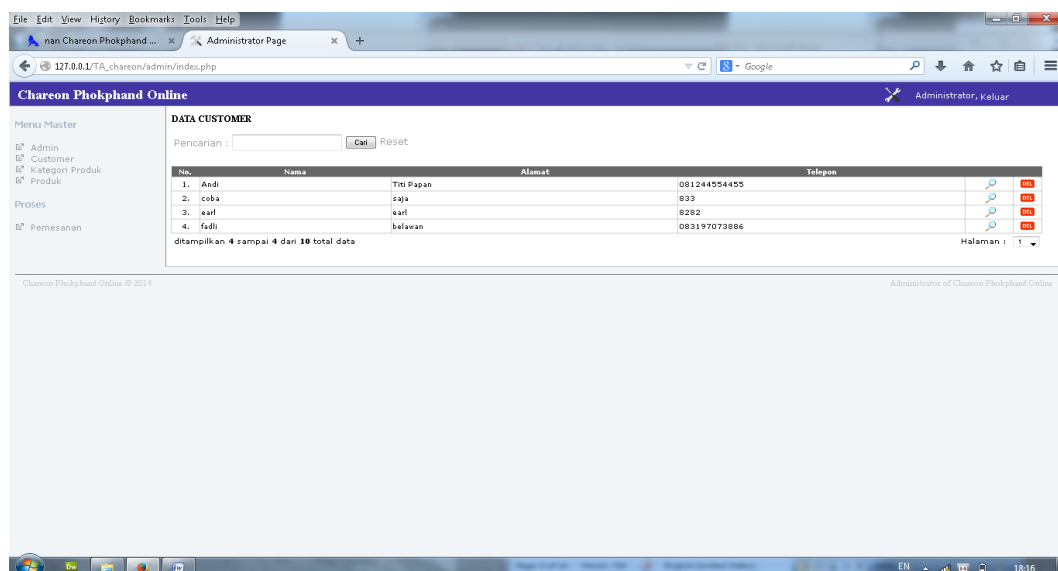 File Edit View History Bookmarks Tools Help
nan Chareon Phokphand ... × Administrator Page × +
127.0.0.1/TA_chareon/admin/index.php Google
Chareon Phokphand Online Administrator, Keluar
Menu Master
Admin
Customer
Kategori Produk
Produk
Proses
Pemesanan
DATA CUSTOMER
Pencarian : Cari Reset
No. Nama Alamat Telepon
1. Andi Titi Papan 081244554455 DEL
2. coba saja 833 DEL
3. earl earl 8282 DEL
4. fadli belawan 083197073886 DEL
ditampilkan 4 sampai 4 dari 10 total data Halaman : 1
Chareon Phokphand Online © 2014 Administrator of Chareon Phokphand Online
Dw W EN 18:16